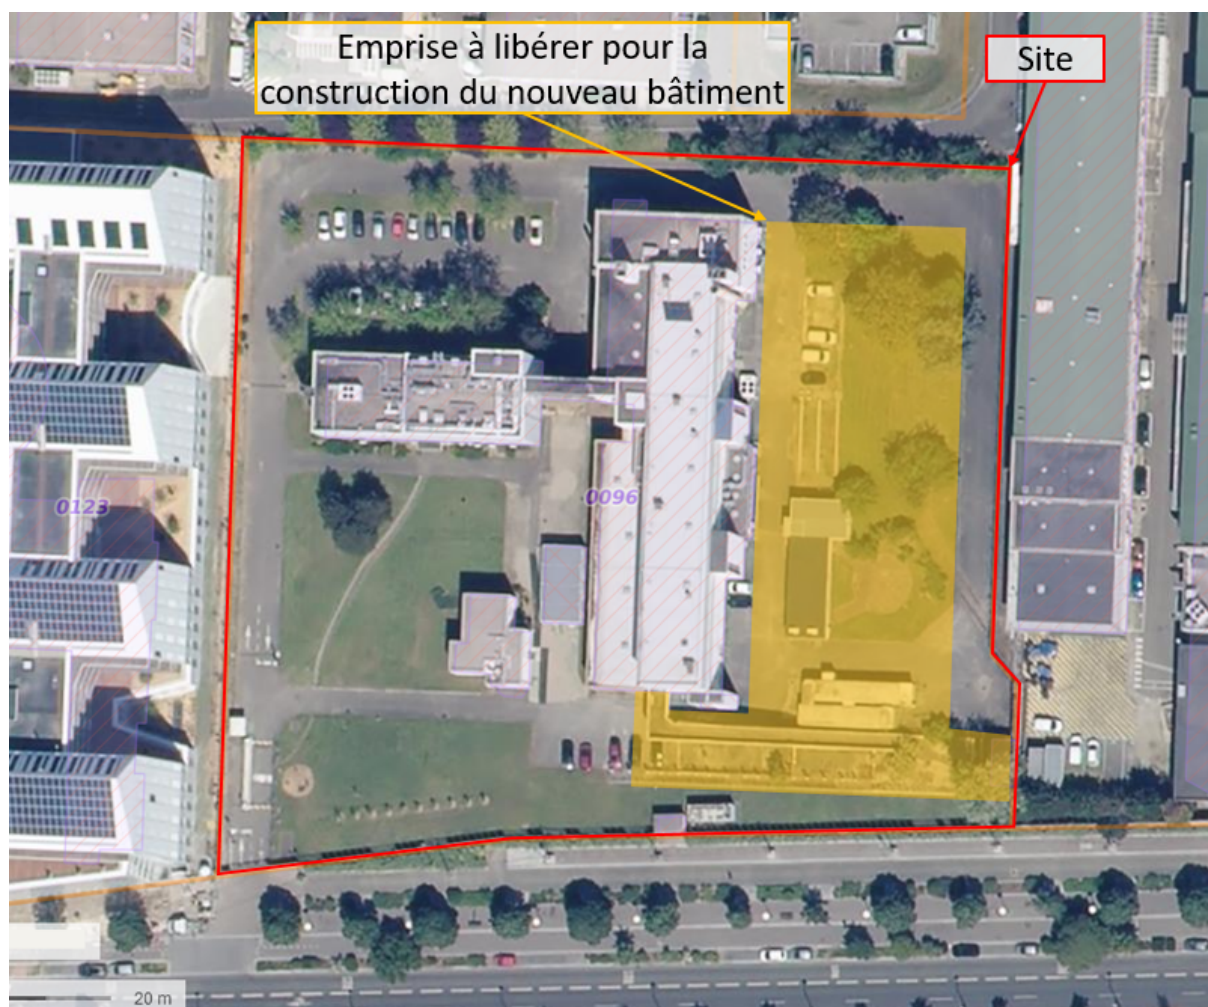 Emprise à libérer pour la
construction du nouveau bâtiment
Site
0096
0123
20 m